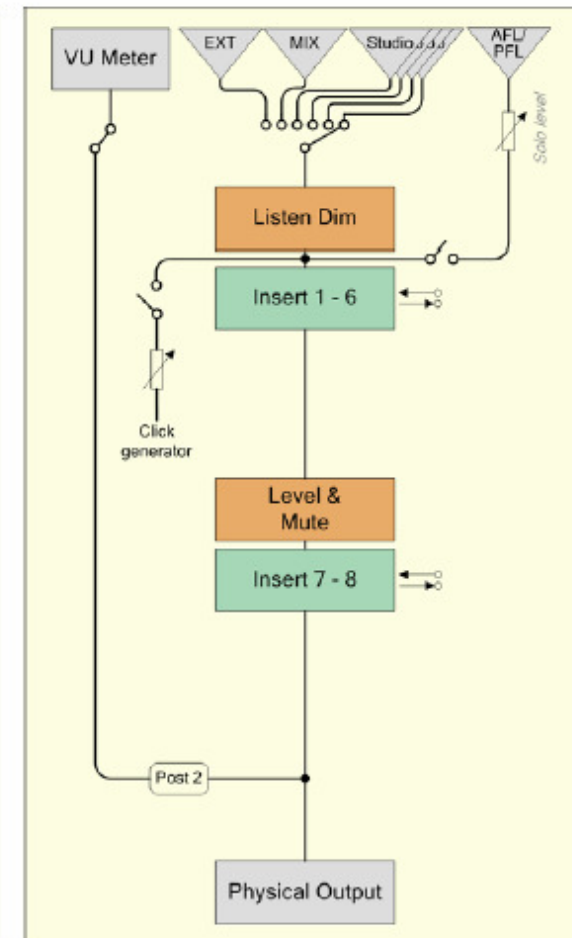 VU Meter
EXT
MIX
Studio
AFL/
PFL
Solo level
Listen Dim
Insert 1 - 6
Click
generator
Level &
Mute
Insert 7 - 8
Post 2
Physical Output